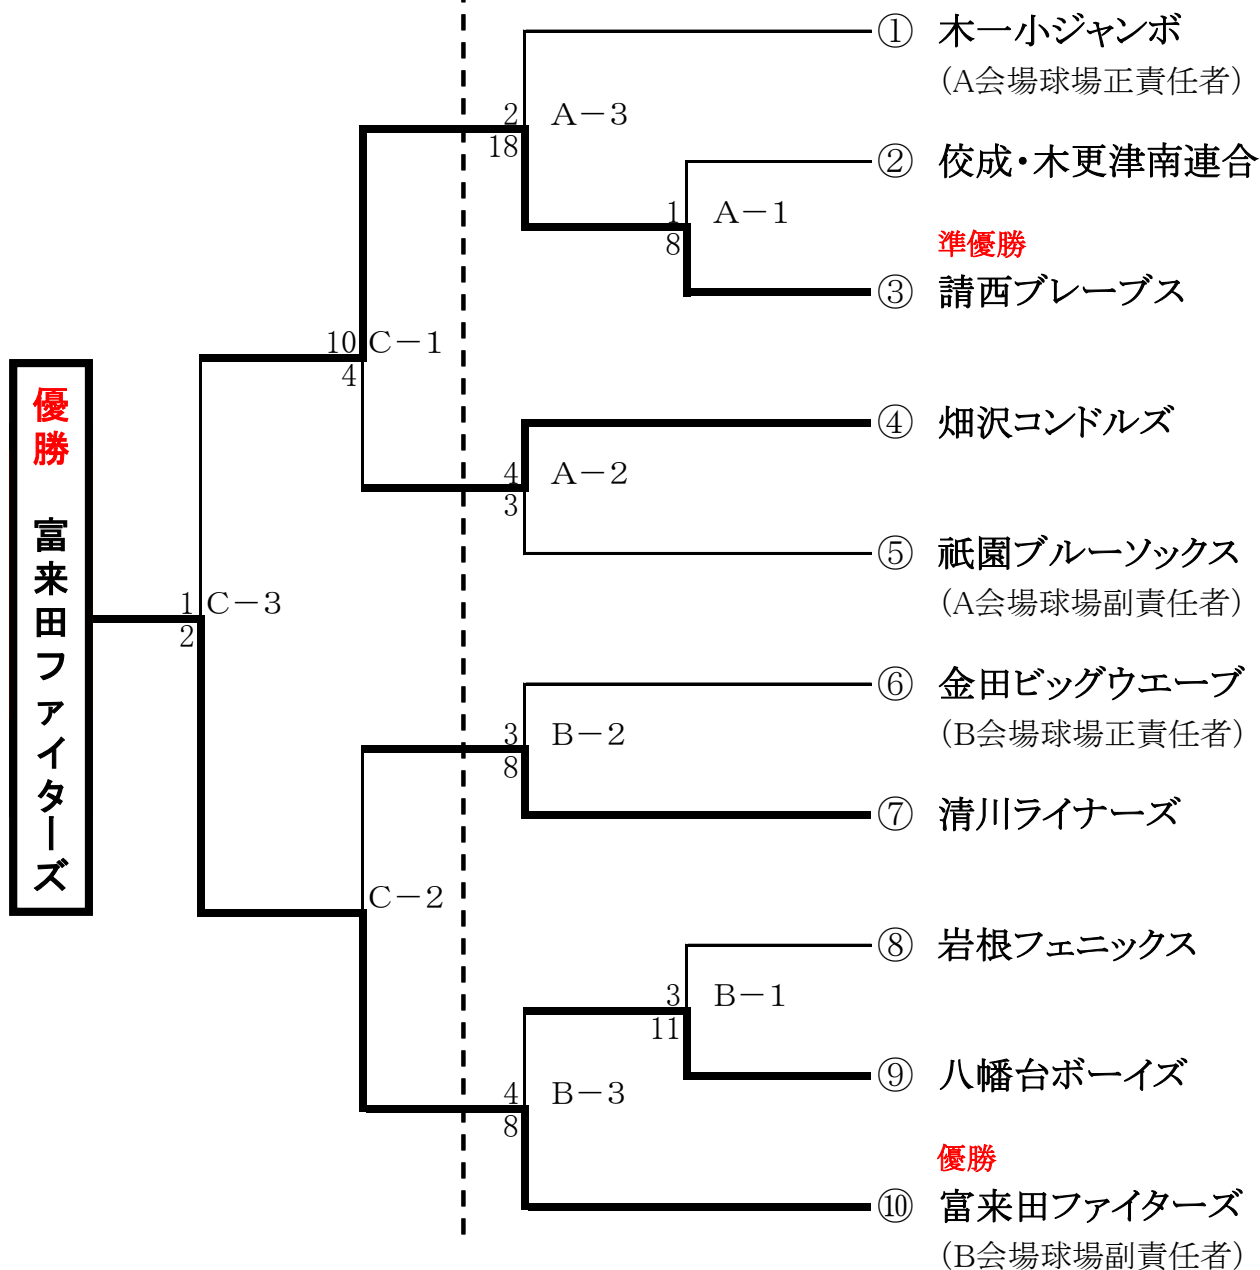 ① 木一小ジャンボ
（A会場球場正責任者）
2 A－3
18
② 佼成・木更津南連合
1 A－1
8
準優勝
③ 請西ブレーブス
10 C－1
4
④ 畑沢コンドルズ
4 A－2
3
⑤ 祇園ブルーソックス
（A会場球場副責任者）
優勝 富来田ファイターズ
1 C－3
2
⑥ 金田ビッグウエーブ
（B会場球場正責任者）
3 B－2
8
⑦ 清川ライナーズ
C－2
⑧ 岩根フェニックス
3 B－1
11
⑨ 八幡台ボーイズ
4 B－3
8
優勝
⑩ 富来田ファイターズ
（B会場球場副責任者）